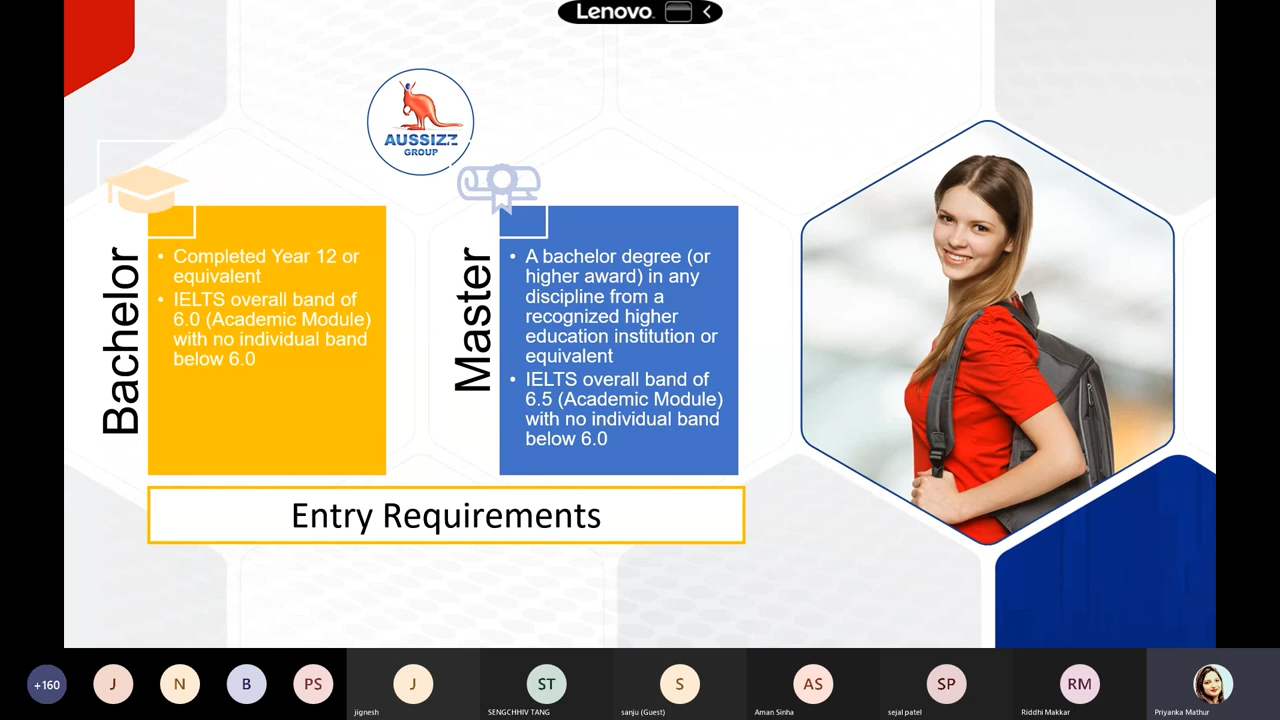 Lenovo
AUSSIZZ
GROUP
Bachelor
• Completed Year 12 or
equivalent
• IELTS overall band of
6.0 (Academic Module)
with no individual band
below 6.0
Master
• A bachelor degree (or
higher award) in any
discipline from a
recognized higher
education institution or
equivalent
• IELTS overall band of
6.5 (Academic Module)
with no individual band
below 6.0
Entry Requirements
+160
J
N
B
PS
J
ST
S
AS
SP
RM
jignesh
SENGCHHIV TANG
sanju (Guest)
Aman Sinha
sejal patel
Riddhi Makkar
Priyanka Mathur